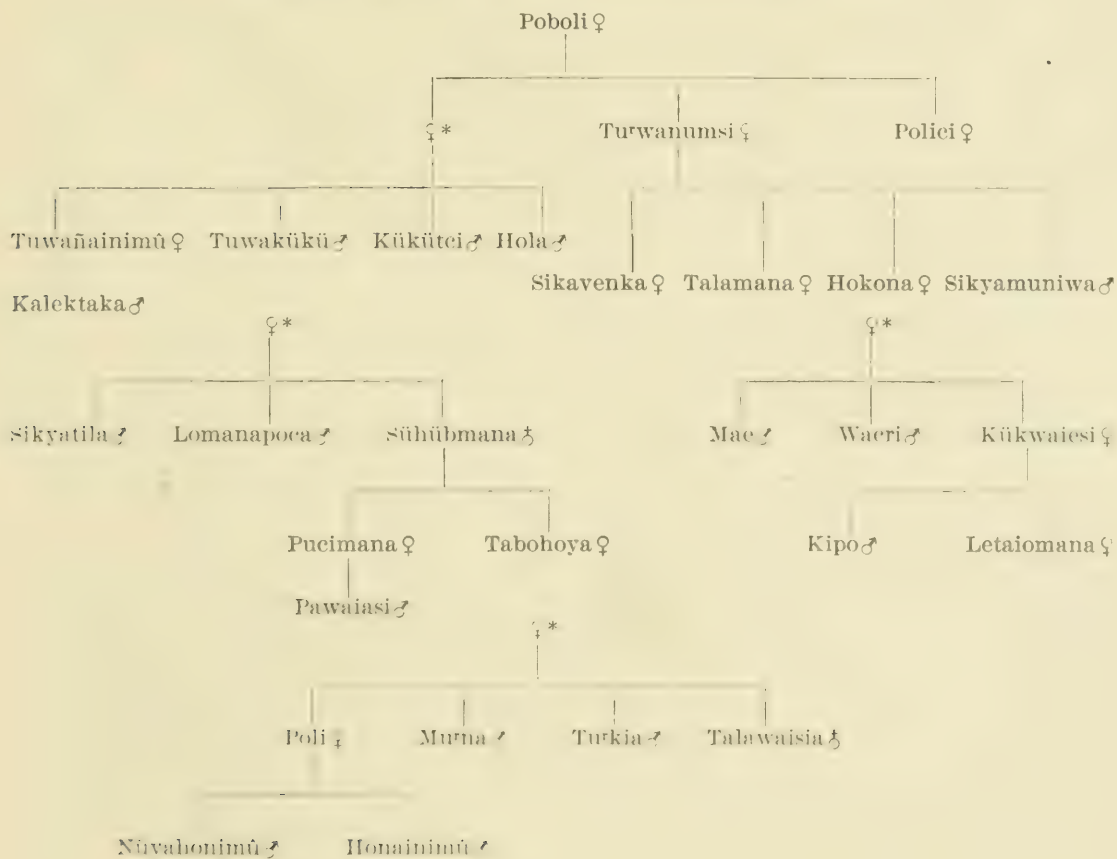 Poboli ♀
♀* Tuʳwanumsi ♀ Polici ♀
Tuwañainimû ♀ Tuwakükü ♂ Kükütci ♂ Hola ♂
Sikavenka ♀ Talamana ♀ Hokona ♀ Sikyamuniwa ♂
Kalektaka ♂
♀* ♀*
Sikyatila ♂ Lomanapoca ♂ Sühübmana ♁ Mae ♂ Wacri ♂ Kükwaiesi ♀
Pucimana ♀ Tabohoya ♀ Kipo ♂ Letaiomana ♀
Pawaiasi ♂
♀*
Poli ♀ Muʳna ♂ Tuʳkia ♂ Talawaisia ♁
Nüvahonimû ♂ Honainimû ♂